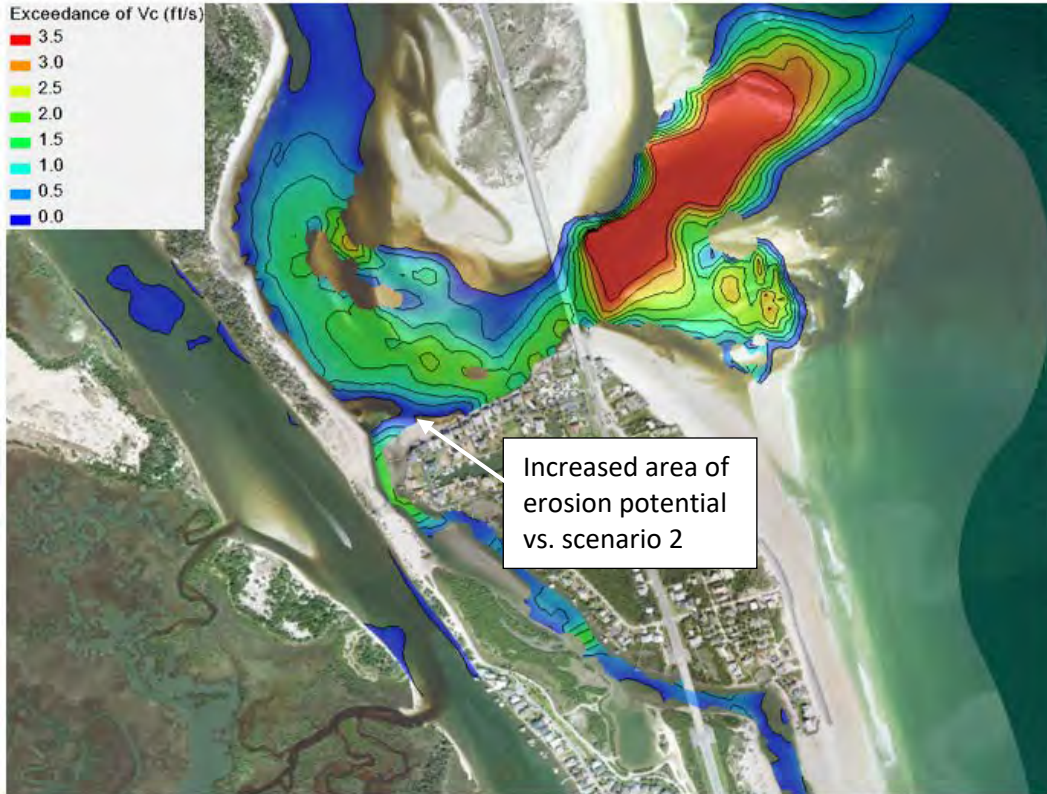 Exceedance of Vc (ft/s)
3.5
3.0
2.5
2.0
1.5
1.0
0.5
0.0
Increased area of
erosion potential
vs. scenario 2